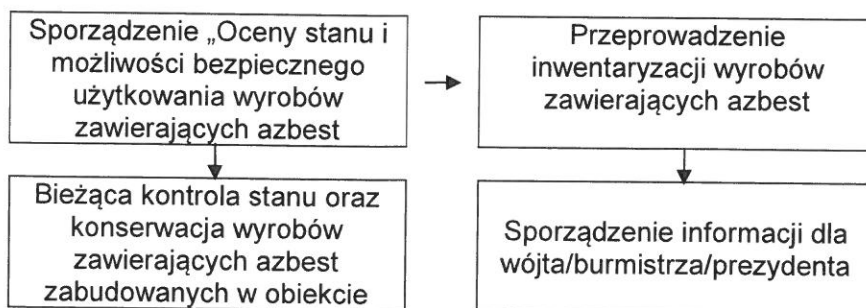 Sporządzenie „Oceny stanu i
możliwości bezpiecznego
użytkowania wyrobów
zawierających azbest
Przeprowadzenie
inwentaryzacji wyrobów
zawierających azbest
Bieżąca kontrola stanu oraz
konserwacja wyrobów
zawierających azbest
zabudowanych w obiekcie
Sporządzenie informacji dla
wójta/burmistrza/prezydenta